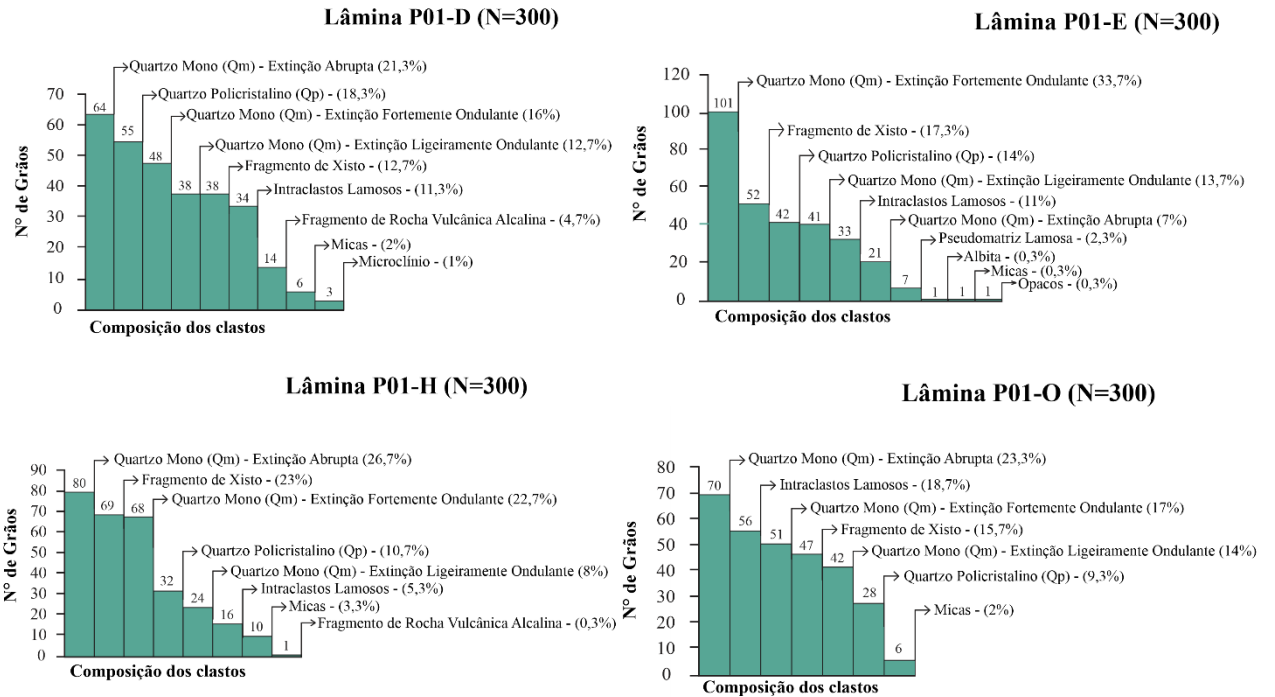 Lâmina P01-D (N=300)
N° de Grãos
70
60
50
40
30
20
10
0
64
55
48
38
38
34
14
6
3
Quartzo Mono (Qm) - Extinção Abrupta (21,3%)
Quartzo Policristalino (Qp) - (18,3%)
Quartzo Mono (Qm) - Extinção Fortemente Ondulante (16%)
Quartzo Mono (Qm) - Extinção Ligeiramente Ondulante (12,7%)
Fragmento de Xisto - (12,7%)
Intraclastos Lamosos - (11,3%)
Fragmento de Rocha Vulcânica Alcalina - (4,7%)
Micas - (2%)
Microclínio - (1%)
Composição dos clastos
Lâmina P01-E (N=300)
N° de Grãos
120
100
80
60
40
20
0
101
52
42
41
33
21
7
1
1
1
Quartzo Mono (Qm) - Extinção Fortemente Ondulante (33,7%)
Fragmento de Xisto - (17,3%)
Quartzo Policristalino (Qp) - (14%)
Quartzo Mono (Qm) - Extinção Ligeiramente Ondulante (13,7%)
Intraclastos Lamosos - (11%)
Quartzo Mono (Qm) - Extinção Abrupta (7%)
Pseudomatriz Lamosa - (2,3%)
Albita - (0,3%)
Micas - (0,3%)
Opacos - (0,3%)
Composição dos clastos
Lâmina P01-H (N=300)
N° de Grãos
90
80
70
60
50
40
30
20
10
0
80
69
68
32
24
16
10
1
Quartzo Mono (Qm) - Extinção Abrupta (26,7%)
Fragmento de Xisto - (23%)
Quartzo Mono (Qm) - Extinção Fortemente Ondulante (22,7%)
Quartzo Policristalino (Qp) - (10,7%)
Quartzo Mono (Qm) - Extinção Ligeiramente Ondulante (8%)
Intraclastos Lamosos - (5,3%)
Micas - (3,3%)
Fragmento de Rocha Vulcânica Alcalina - (0,3%)
Composição dos clastos
Lâmina P01-O (N=300)
N° de Grãos
80
70
60
50
40
30
20
10
0
70
56
51
47
42
28
6
Quartzo Mono (Qm) - Extinção Abrupta (23,3%)
Intraclastos Lamosos - (18,7%)
Quartzo Mono (Qm) - Extinção Fortemente Ondulante (17%)
Fragmento de Xisto - (15,7%)
Quartzo Mono (Qm) - Extinção Ligeiramente Ondulante (14%)
Quartzo Policristalino (Qp) - (9,3%)
Micas - (2%)
Composição dos clastos